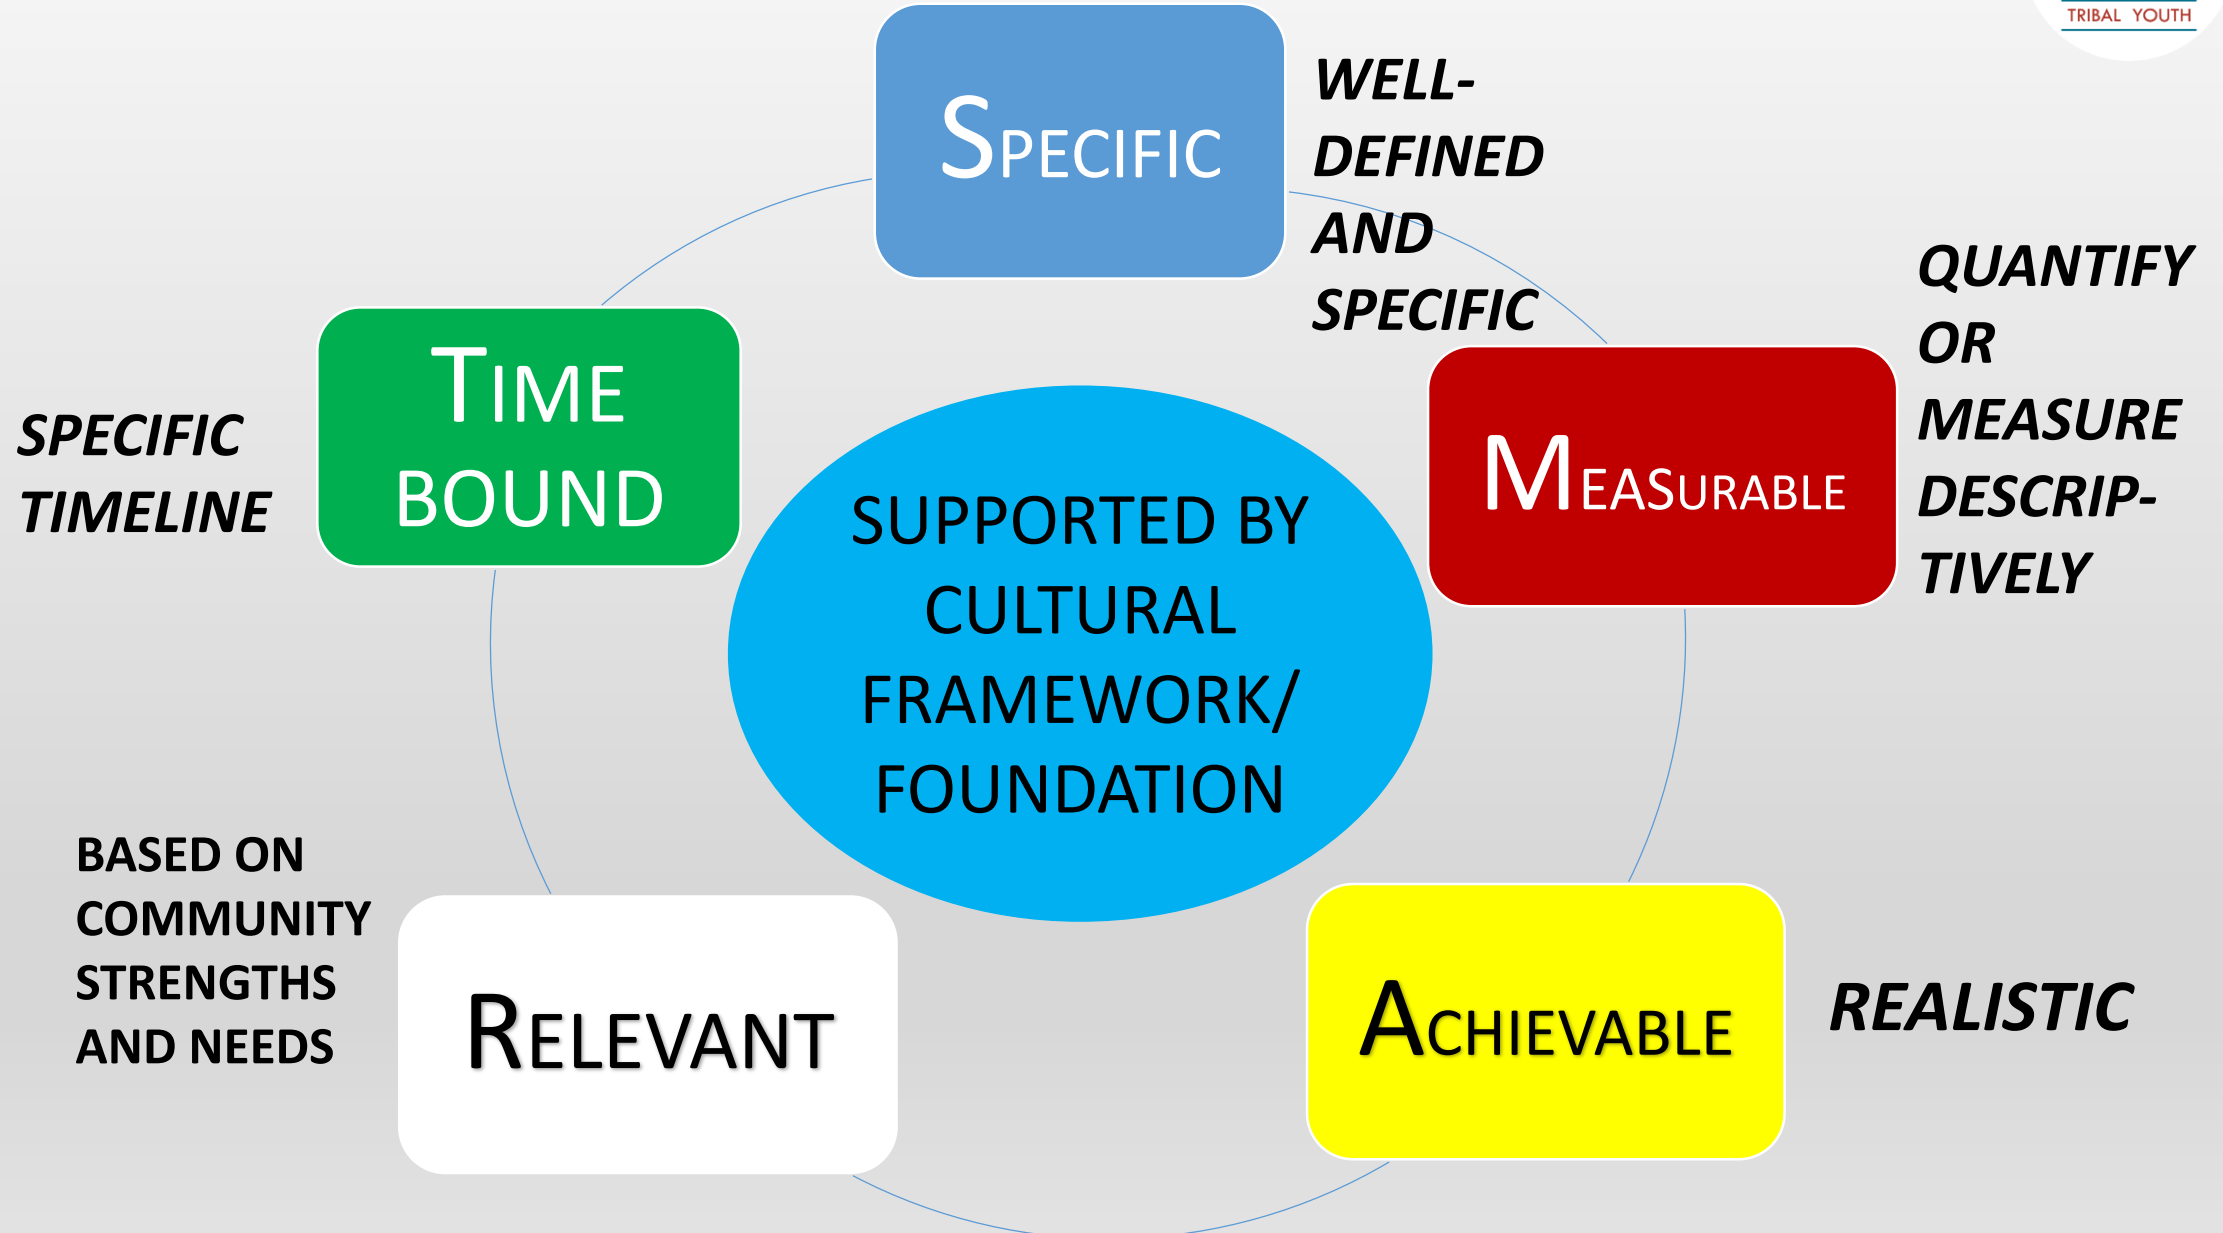 TRIBAL YOUTH
SPECIFIC
WELL-
DEFINED
AND
SPECIFIC
MEASURABLE
QUANTIFY
OR
MEASURE
DESCRIP-
TIVELY
ACHIEVABLE
REALISTIC
RELEVANT
BASED ON
COMMUNITY
STRENGTHS
AND NEEDS
TIME
BOUND
SPECIFIC
TIMELINE
SUPPORTED BY
CULTURAL
FRAMEWORK/
FOUNDATION